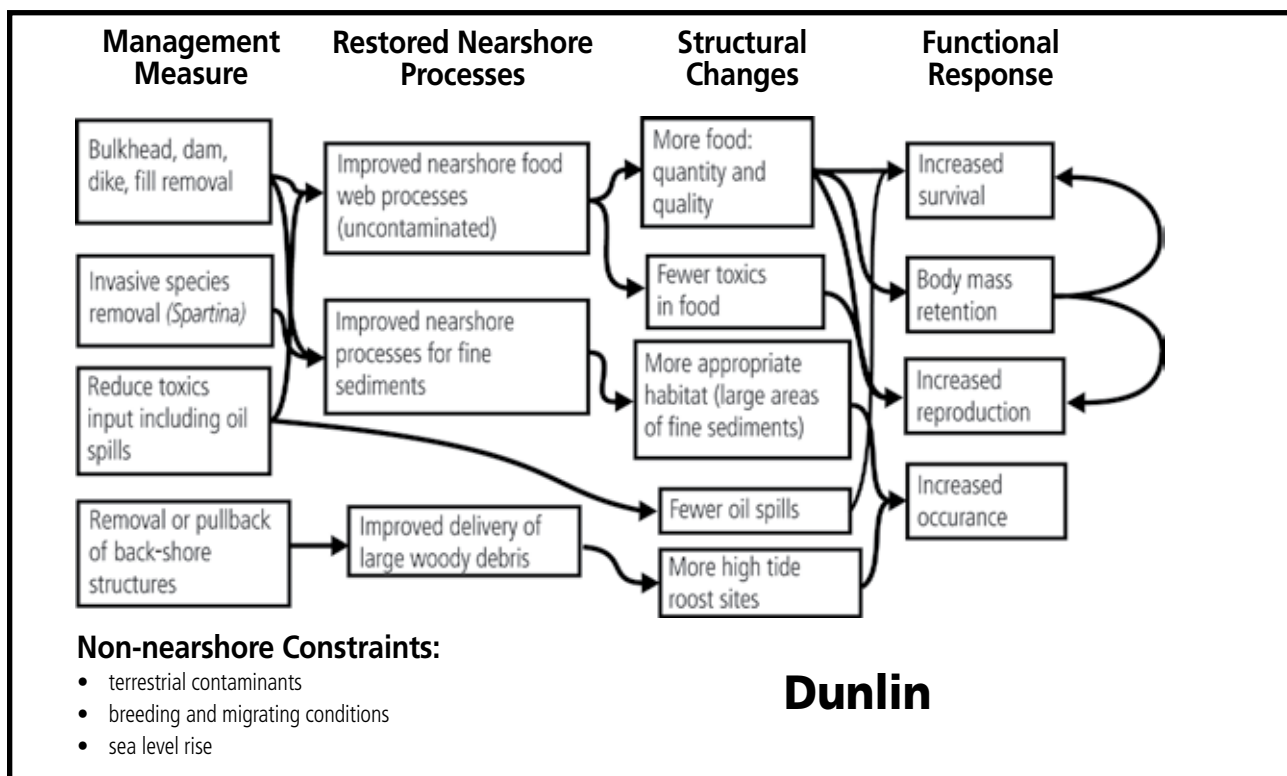 Management
Measure
Restored Nearshore
Processes
Structural
Changes
Functional
Response
Bulkhead, dam,
dike, fill removal
Invasive species
removal (Spartina)
Reduce toxics
input including oil
spills
Removal or pullback
of back-shore
structures
Improved nearshore food
web processes
(uncontaminated)
Improved nearshore
processes for fine
sediments
Improved delivery of
large woody debris
More food:
quantity and
quality
Fewer toxics
in food
More appropriate
habitat (large areas
of fine sediments)
Fewer oil spills
More high tide
roost sites
Increased
survival
Body mass
retention
Increased
reproduction
Increased
occurance
Non-nearshore Constraints:
• terrestrial contaminants
• breeding and migrating conditions
• sea level rise
Dunlin